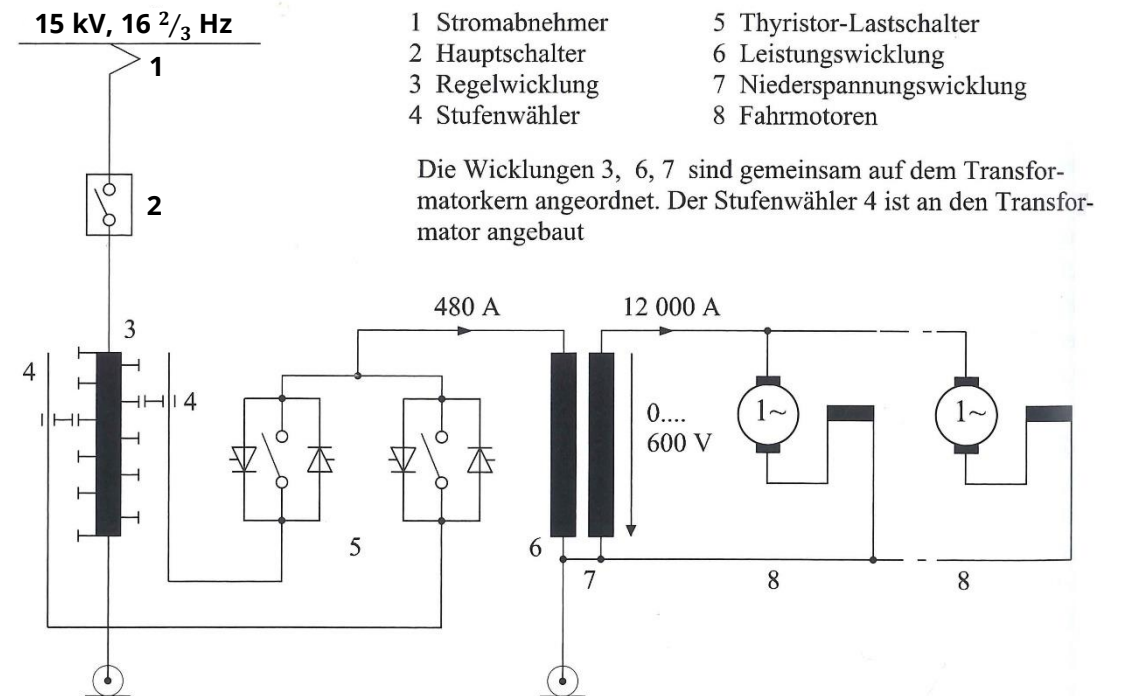 15 kV, 16 2/3 Hz
1 Stromabnehmer
2 Hauptschalter
3 Regelwicklung
4 Stufenwähler
5 Thyristor-Lastschalter
6 Leistungswicklung
7 Niederspannungswicklung
8 Fahrmotoren
Die Wicklungen 3, 6, 7 sind gemeinsam auf dem Transfor-
matorkern angeordnet. Der Stufenwähler 4 ist an den Transfor-
mator angebaut
1
2
3
4
4
480 A
12 000 A
0....
600 V
1~
1~
5
6
7
8
8